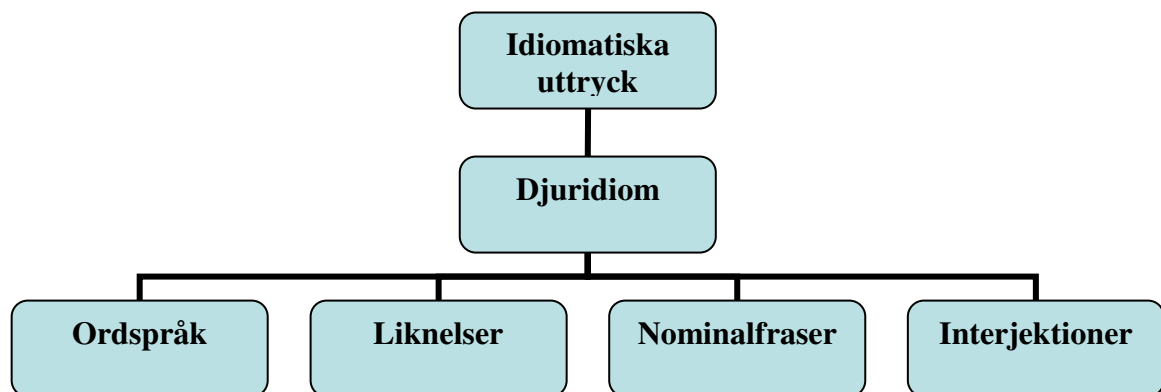 Idiomatiska
uttryck
Djuridiom
Ordspråk
Liknelser
Nominalfraser
Interjektioner